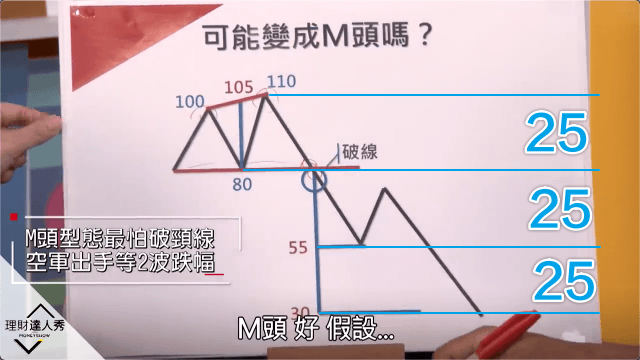 可能變成M頭嗎？
105
110
100
25
破線
80
25
M頭型態最怕破頸線
空軍出手等2波跌幅
55
25
30
理財達人秀
MONEYSHOW
M頭 好 假設...